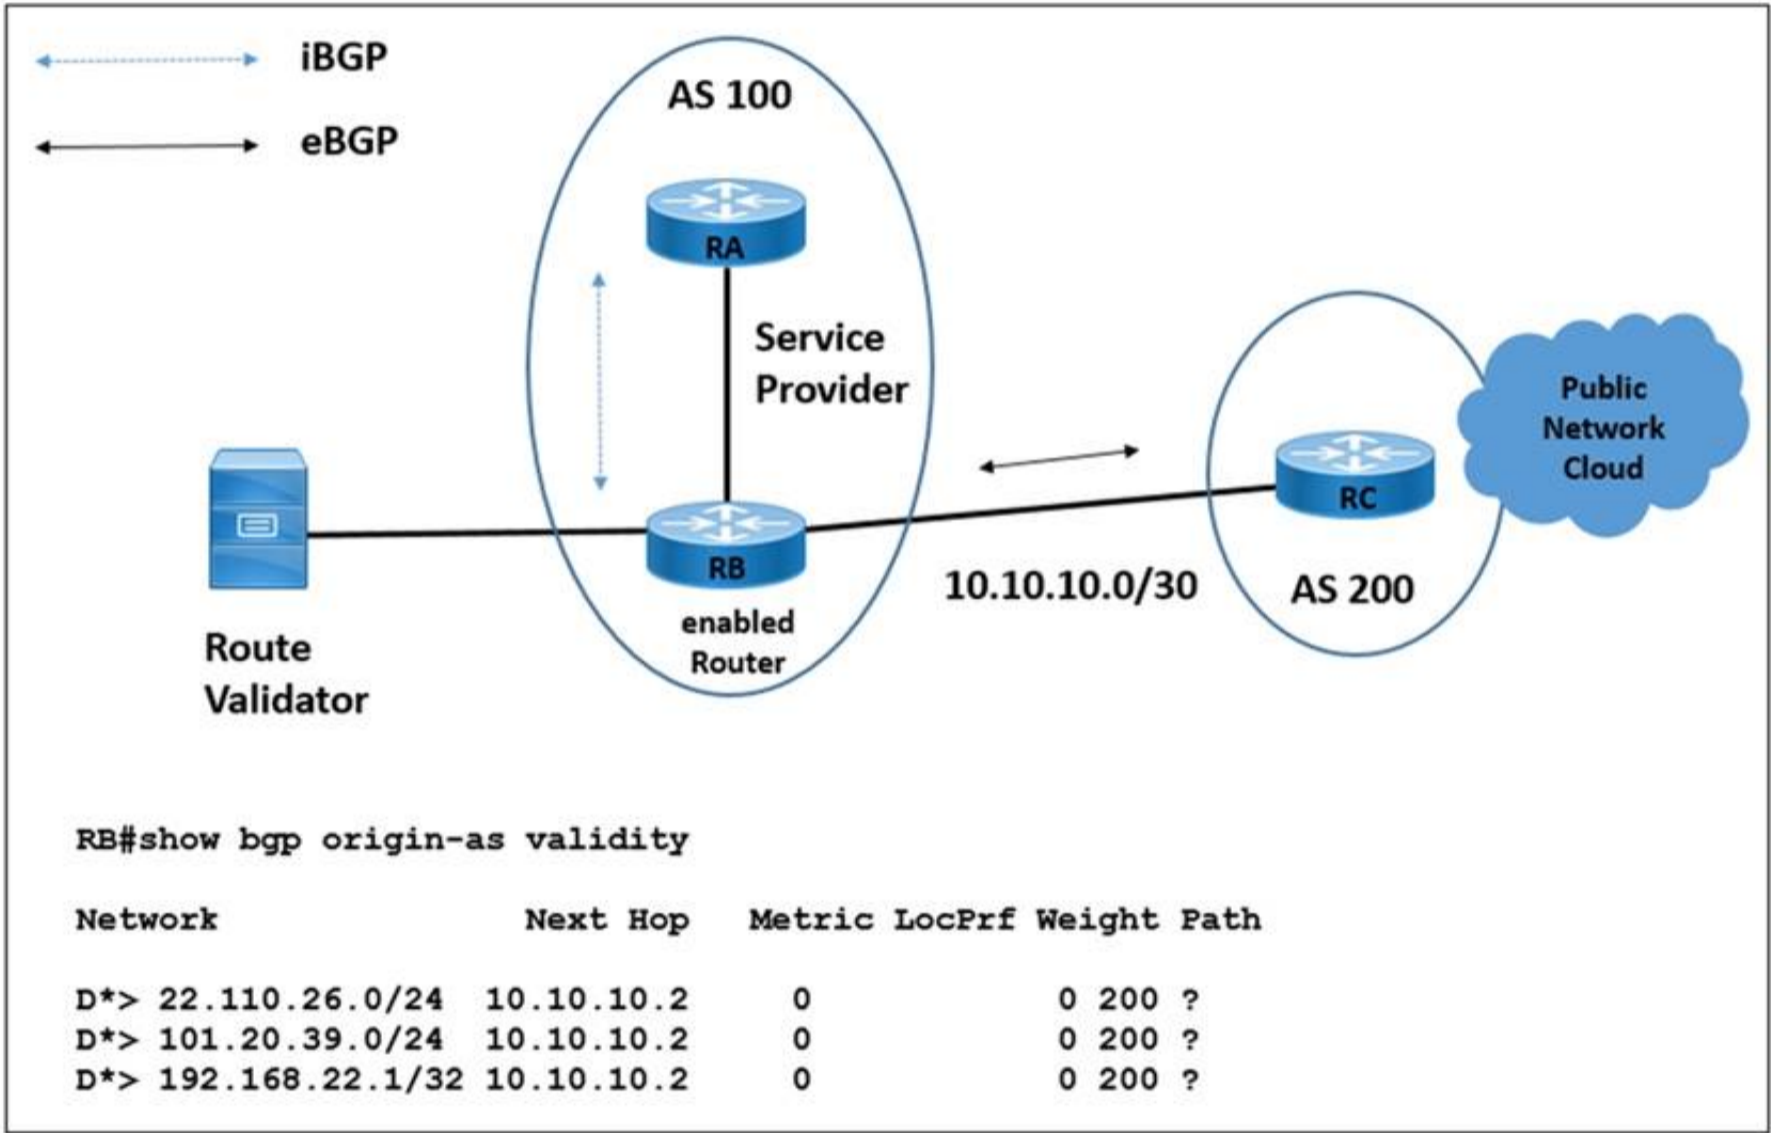 iBGP
eBGP
AS 100
RA
Service
Provider
Public
Network
Cloud
RC
RB
10.10.10.0/30
AS 200
enabled
Router
Route
Validator
RB#show bgp origin-as validity
Network Next Hop Metric LocPrf Weight Path
D*> 22.110.26.0/24 10.10.10.2 0 0 200 ?
D*> 101.20.39.0/24 10.10.10.2 0 0 200 ?
D*> 192.168.22.1/32 10.10.10.2 0 0 200 ?